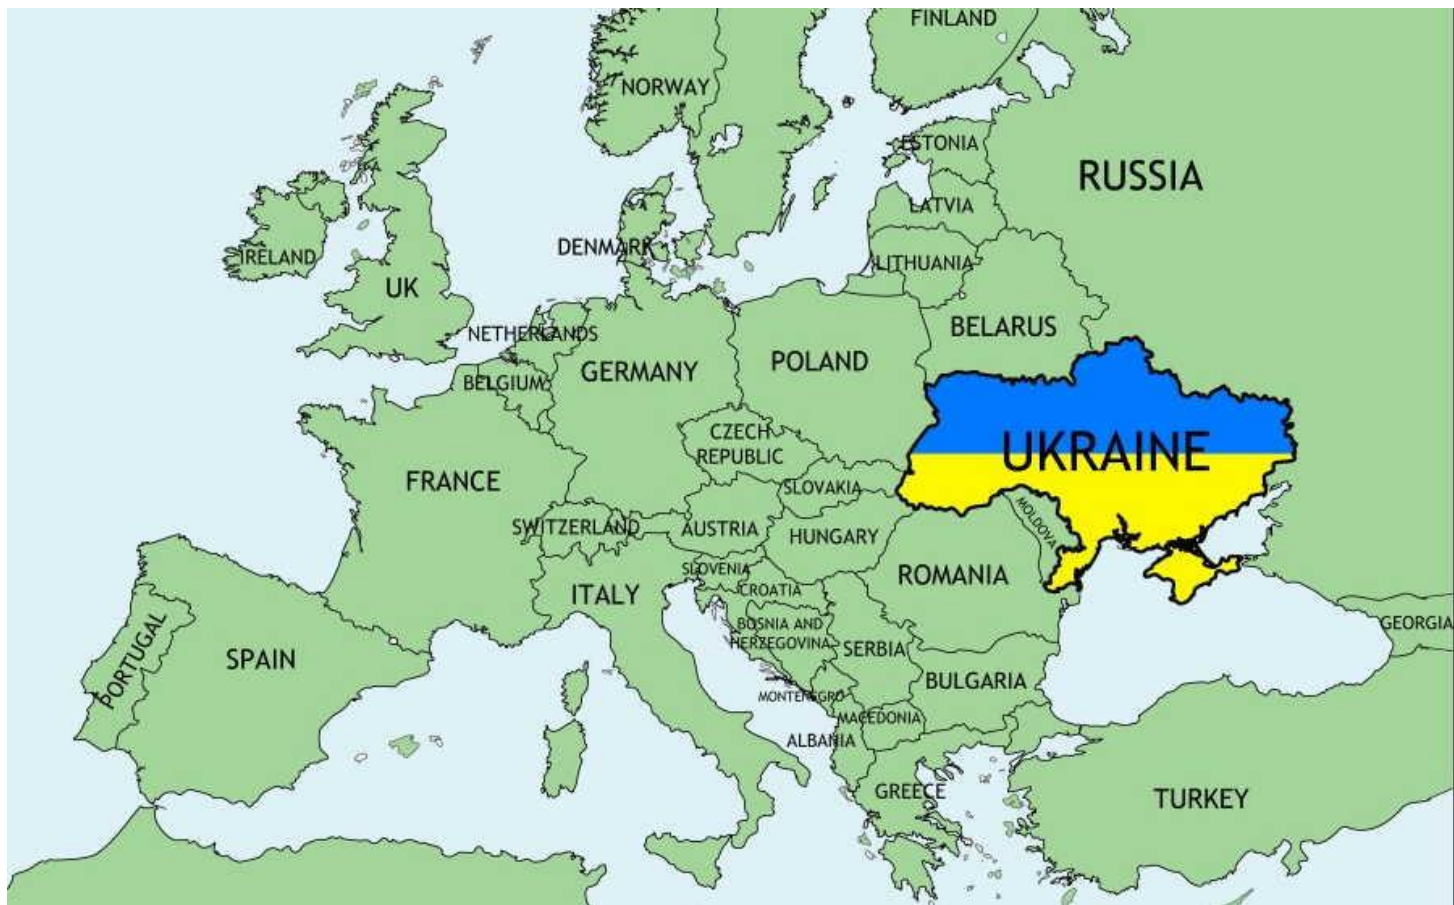 FINLAND
NORWAY
ESTONIA
RUSSIA
LATVIA
DENMARK
IRELAND
LITHUANIA
UK
BELARUS
NETHERLANDS
POLAND
GERMANY
BELGIUM
CZECH
REPUBLIC
UKRAINE
FRANCE
SLOVAKIA
MOLDOVA
SWITZERLAND
AUSTRIA
HUNGARY
SLOVENIA
ROMANIA
CROATIA
ITALY
BOSNIA AND
HERZEGOVINA
GEORGIA
SERBIA
PORTUGAL
SPAIN
BULGARIA
MONTENEGRO
MACEDONIA
ALBANIA
GREECE
TURKEY